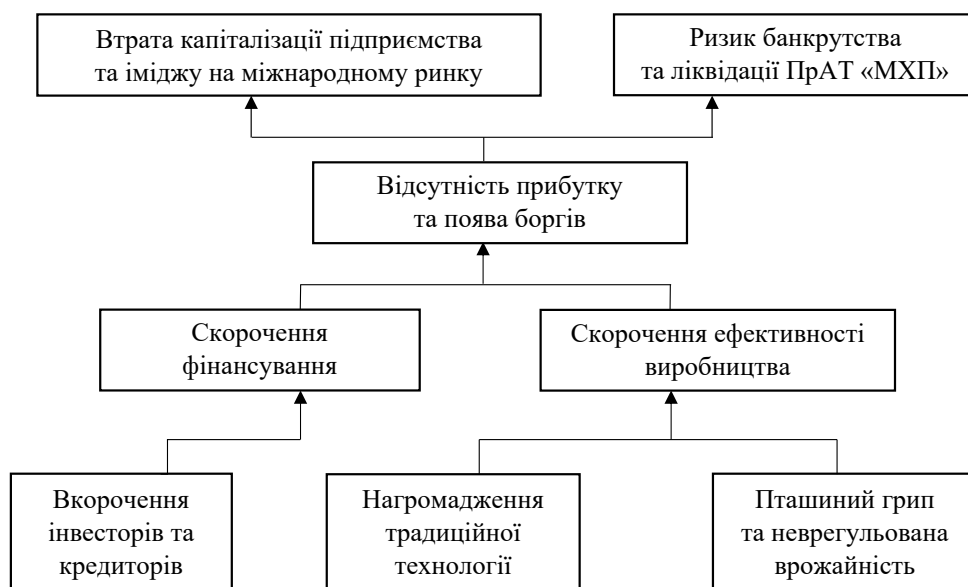 Втрата капіталізації підприємства
та іміджу на міжнародному ринку
Ризик банкрутства
та ліквідації ПрАТ «МХП»
Відсутність прибутку
та поява боргів
Скорочення
фінансування
Скорочення ефективності
виробництва
Вкорочення
інвесторів та
кредиторів
Нагромадження
традиційної
технології
Пташиний грип
та неврегульована
врожайність